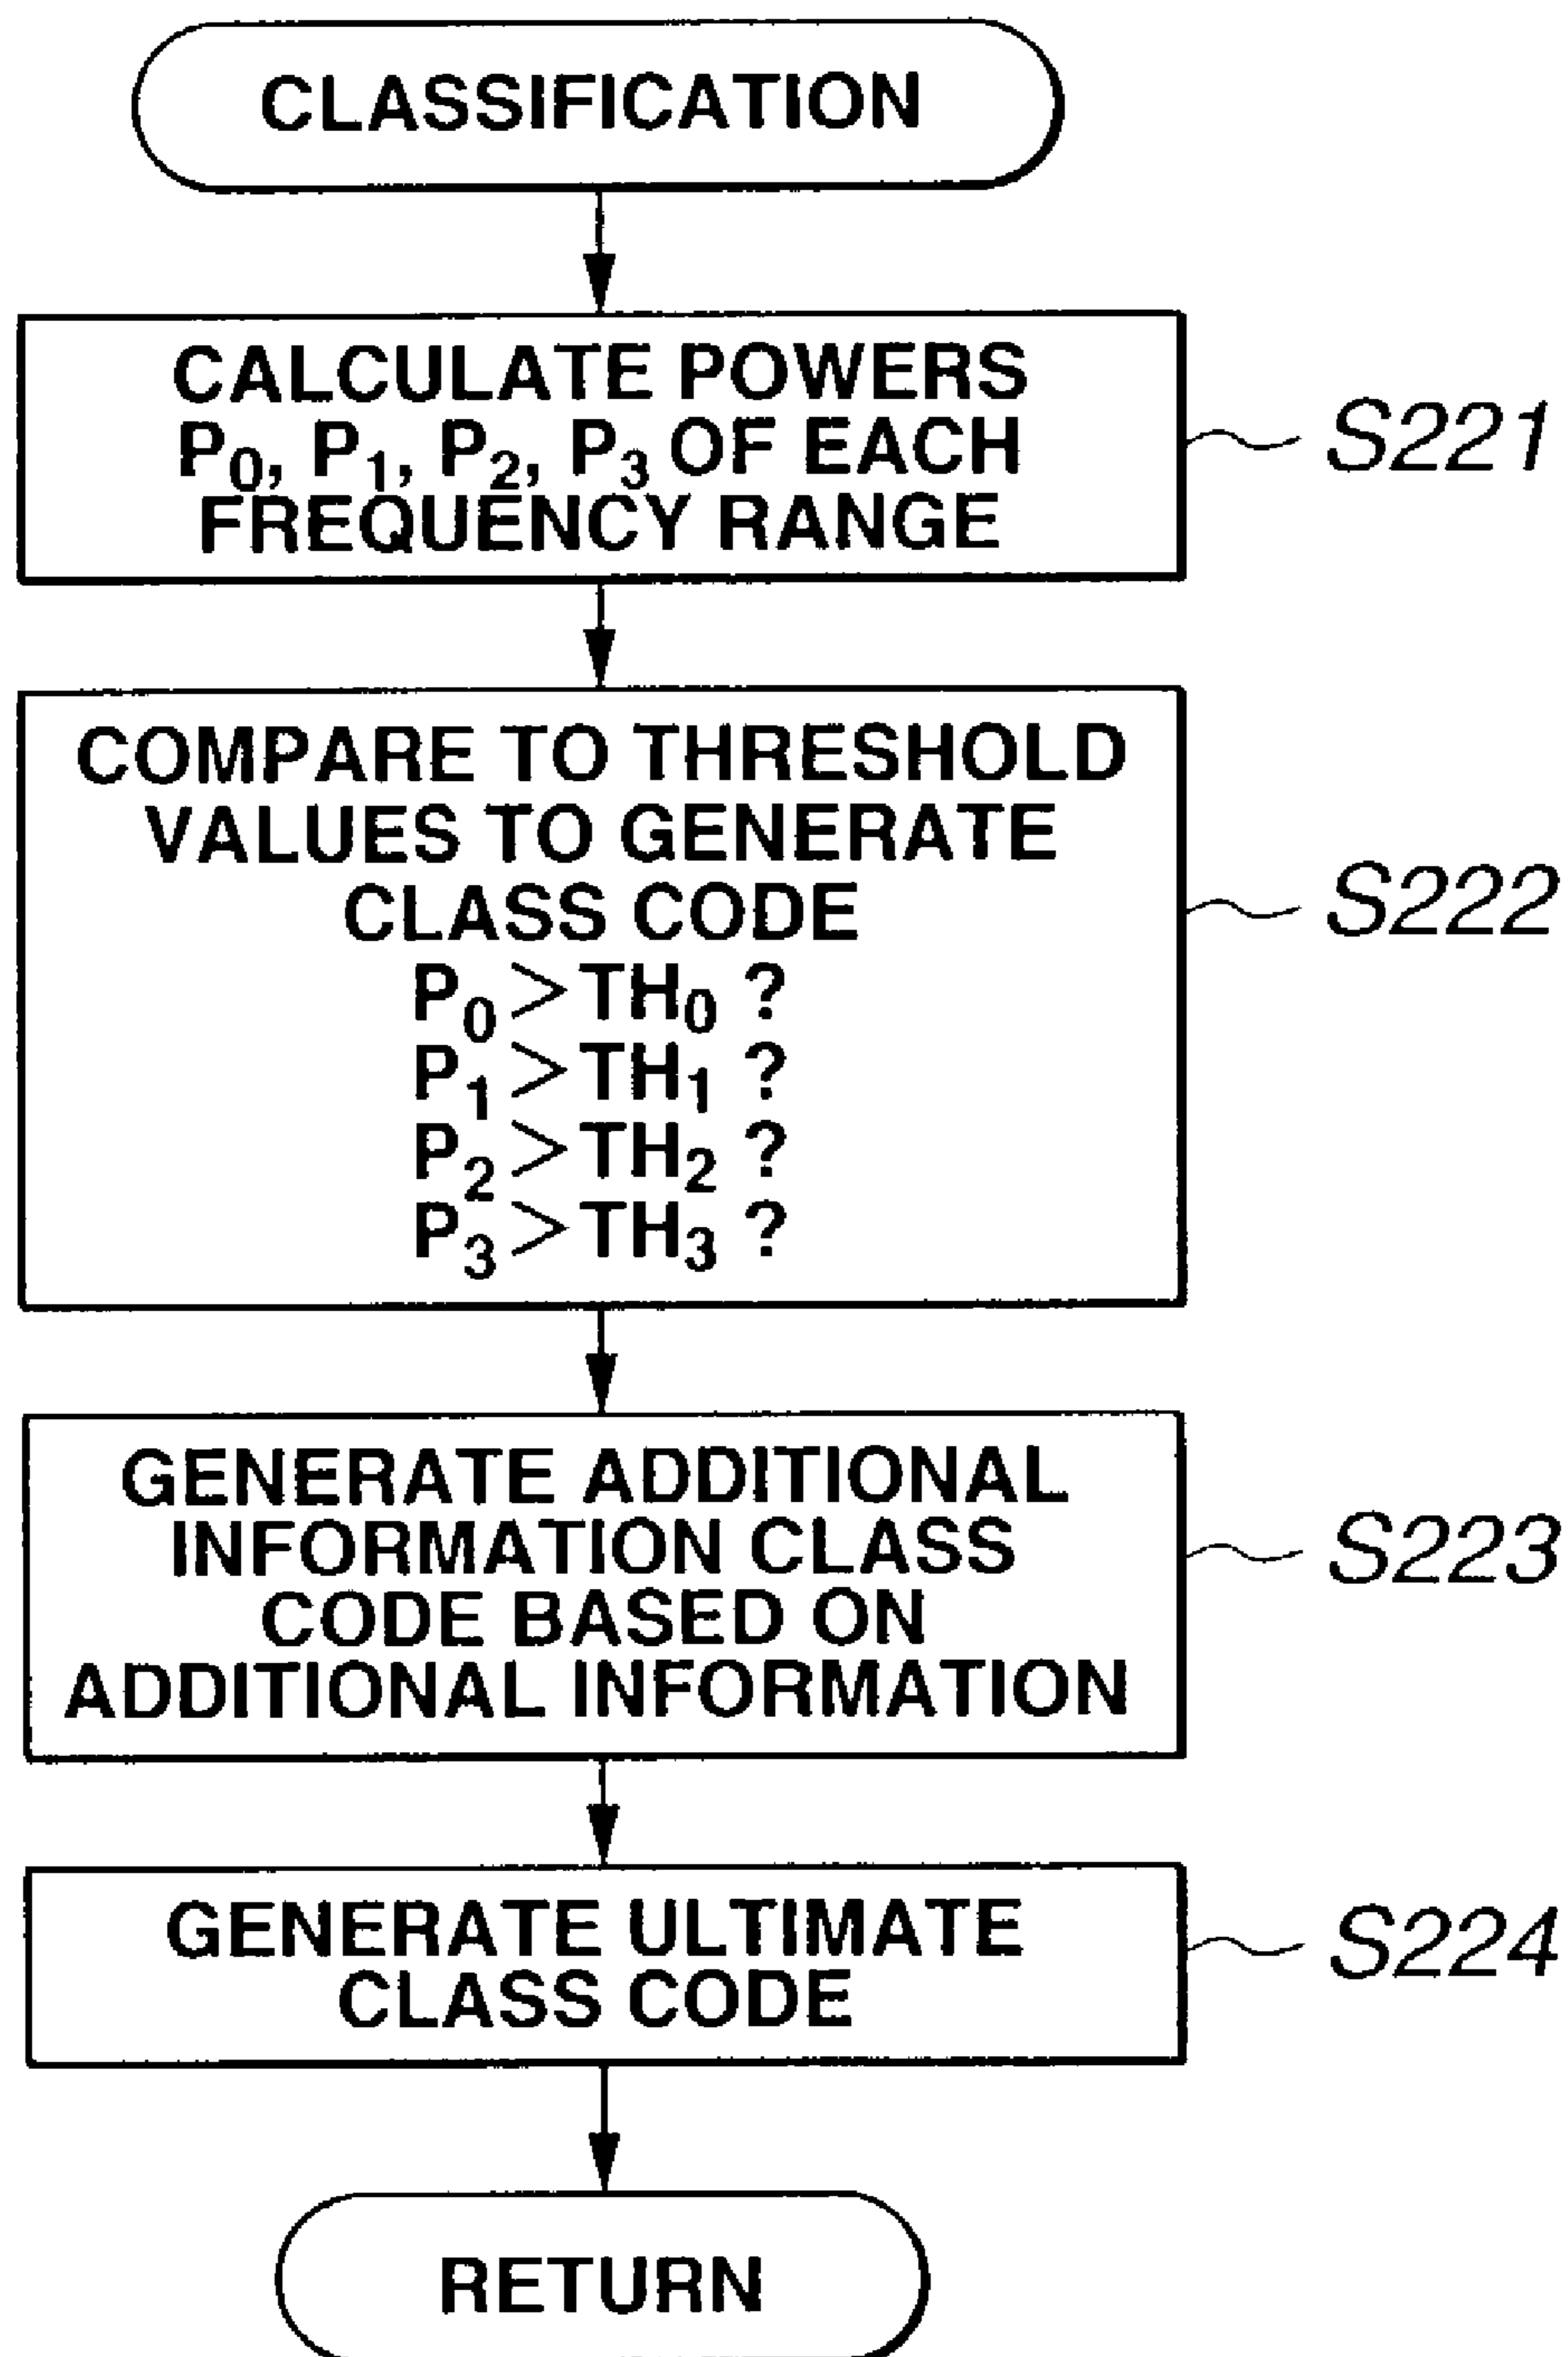 CLASSIFICATION
CALCULATE POWERS
P₀, P₁, P₂, P₃ OF EACH
FREQUENCY RANGE
S221
COMPARE TO THRESHOLD
VALUES TO GENERATE
CLASS CODE
P₀ > TH₀ ?
P₁ > TH₁ ?
P₂ > TH₂ ?
P₃ > TH₃ ?
S222
GENERATE ADDITIONAL
INFORMATION CLASS
CODE BASED ON
ADDITIONAL INFORMATION
S223
GENERATE ULTIMATE
CLASS CODE
S224
RETURN